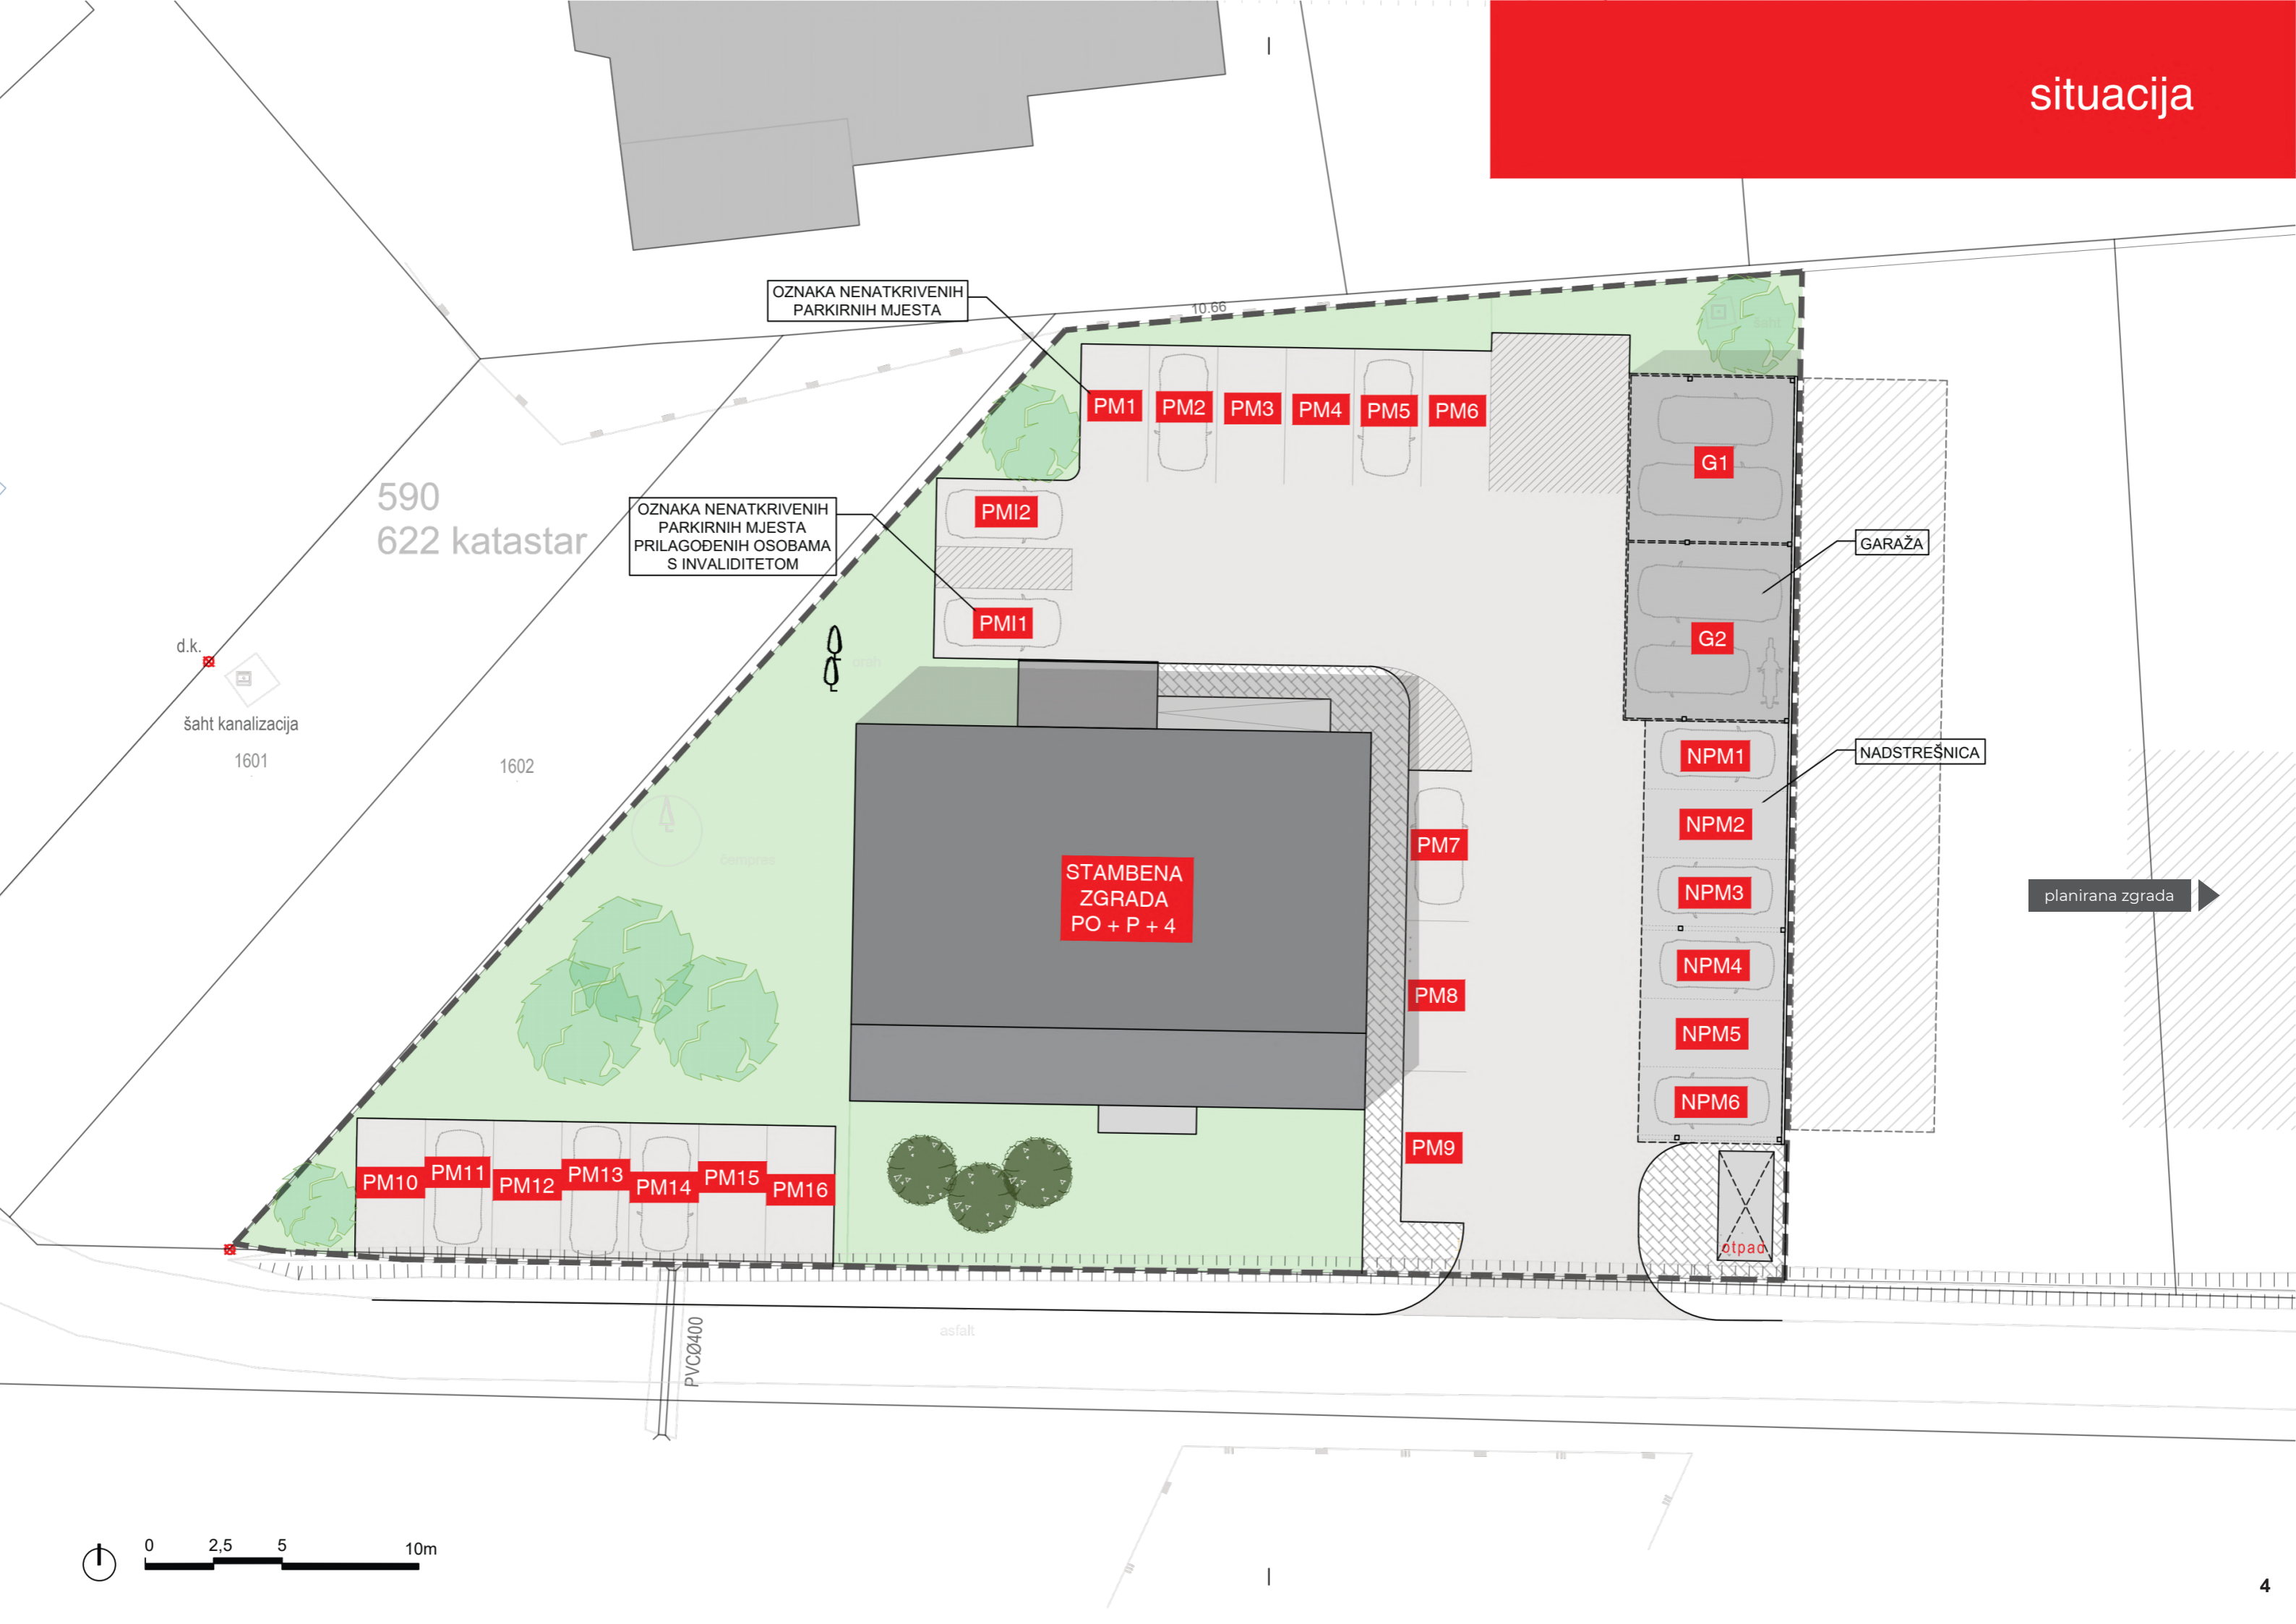 situacija
10.66
OZNAKA NENATKRIVENIH
PARKIRNIH MJESTA
šaht
PM1
PM2
PM3
PM4
PM5
PM6
G1
590
622 katastar
OZNAKA NENATKRIVENIH
PARKIRNIH MJESTA
PRILAGOĐENIH OSOBAMA
S INVALIDITETOM
PMI2
PMI1
GARAŽA
G2
d.k.
šaht kanalizacija
1601
1602
NPM1
NADSTREŠNICA
NPM2
PM7
čempres
STAMBENA
ZGRADA
PO + P + 4
NPM3
planirana zgrada
NPM4
PM8
NPM5
NPM6
PM9
PM10
PM11
PM12
PM13
PM14
PM15
PM16
otpad
asfalt
PVCØ400
0
2,5
5
10m
4